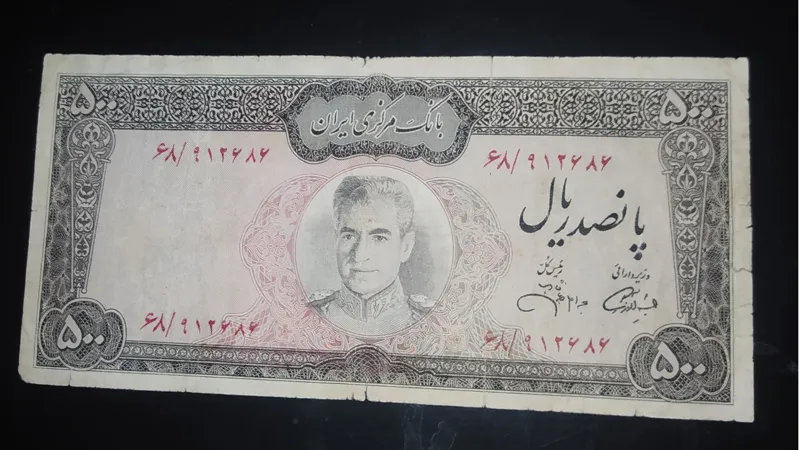 ۵۰۰
بانک مرکزی ایران
۵۰۰
۶۸/۹۱۲۶۸۶
۶۸/۹۱۲۶۸۶
پانصد ریال
وزیر دارائی
رئیس کل
۶۸/۹۱۲۶۸۶
۶۸/۹۱۲۶۸۶
۵۰۰
۵۰۰